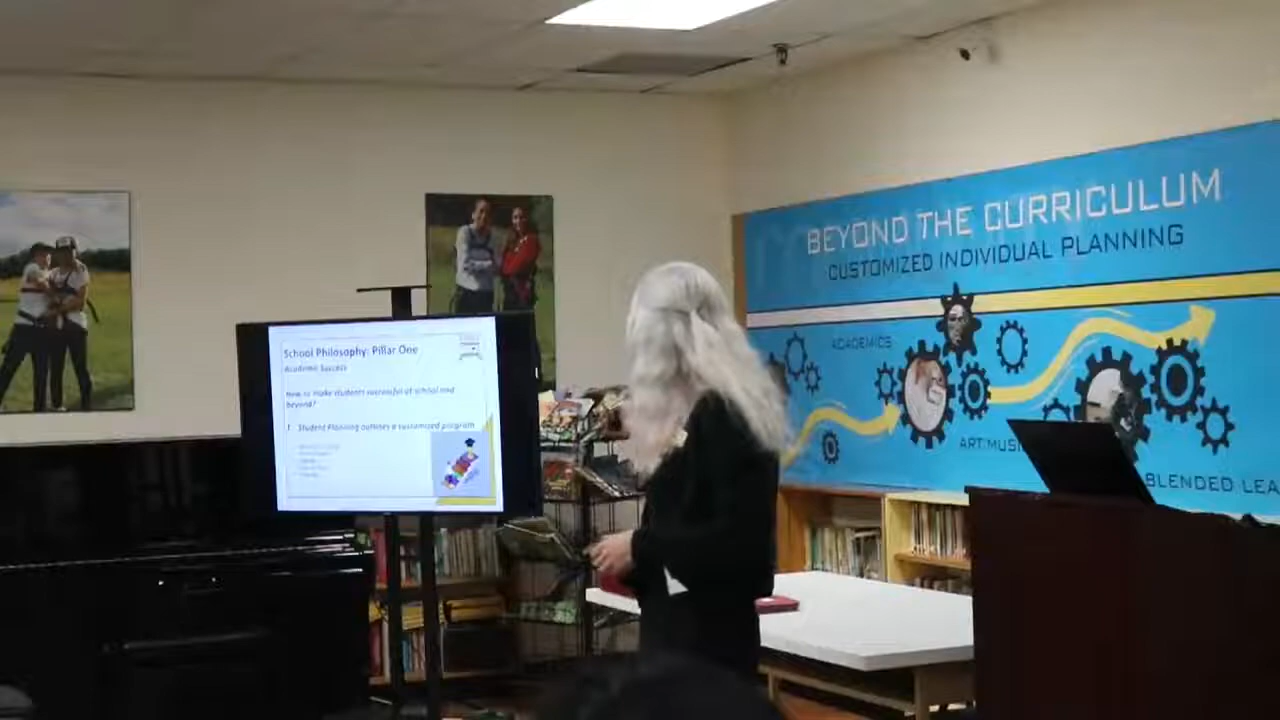 School Philosophy: Pillar One
Academic Success
How to make students successful at school and
beyond?
1. Student Planning outlines a customized program
BEYOND THE CURRICULUM
CUSTOMIZED INDIVIDUAL PLANNING
ACADEMICS
ART/MUSI
BLENDED LEA